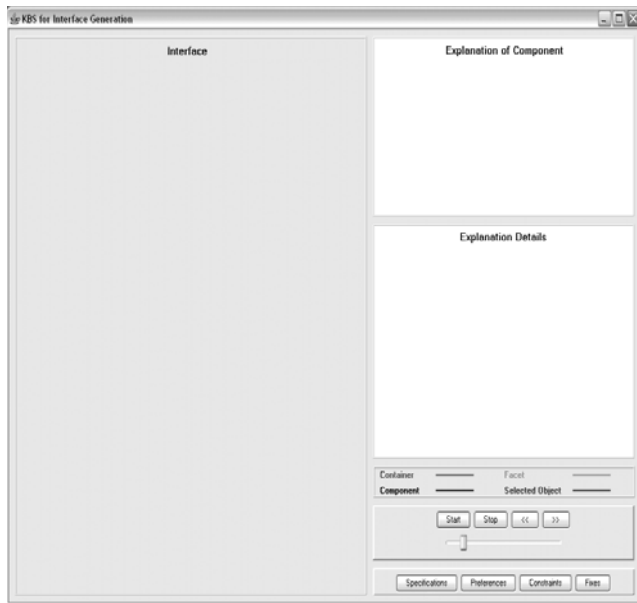 KBS for Interface Generation
Interface
Explanation of Component
Explanation Details
Container
Facet
Component
Selected Object
Start
Stop
<<
>>
Specifications
Preferences
Constraints
Fixes